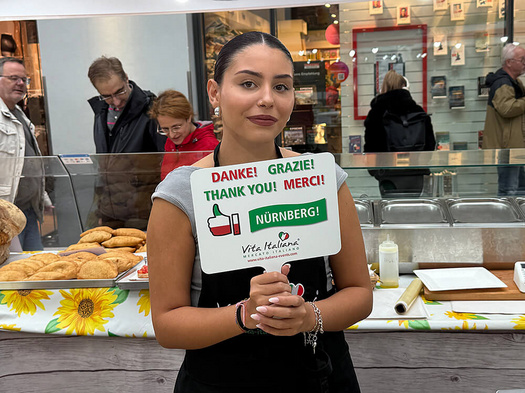 DANKE! GRAZIE!
THANK YOU! MERCI!
NÜRNBERG!
Vita Italiana
MERCATO ITALIANO
www.vita-italiana-events.com